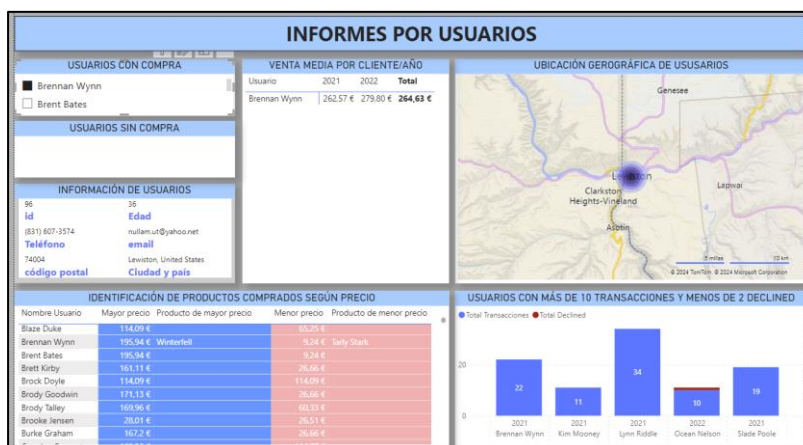 INFORMES POR USUARIOS
USUARIOS CON COMPRA
Brennan Wynn
Brent Bates
USUARIOS SIN COMPRA
INFORMACIÓN DE USUARIOS
96 36
id Edad
(831) 607-3574 nullam.ut@yahoo.net
Teléfono email
74004 Lewiston, United States
código postal Ciudad y país
VENTA MEDIA POR CLIENTE/AÑO
Usuario 2021 2022 Total
Brennan Wynn 262,57 € 279,80 € 264,63 €
UBICACIÓN GEROGRÁFICA DE USUSARIOS
Genesee
Lewiston
Clarkston
Heights-Vineland
Lapwai
Asotin
5 miles 10 km
© 2024 TomTom, © 2024 Microsoft Corporation
IDENTIFICACIÓN DE PRODUCTOS COMPRADOS SEGÚN PRECIO
Nombre Usuario Mayor precio Producto de mayor precio Menor precio Producto de menor precio
Blaze Duke 114,09 € 65,25 €
Brennan Wynn 195,94 € Winterfell 9,24 € Tarly Stark
Brent Bates 195,94 € 9,24 €
Brett Kirby 161,11 € 26,66 €
Brock Doyle 114,09 € 114,09 €
Brody Goodwin 171,13 € 26,66 €
Brody Talley 169,96 € 60,33 €
Brooke Jensen 28,01 € 26,51 €
Burke Graham 167,2 € 26,66 €
USUARIOS CON MÁS DE 10 TRANSACCIONES Y MENOS DE 2 DECLINED
Total Transacciones Total Declined
20
0
22 11 34 10 19
2021 2021 2021 2022 2021
Brennan Wynn Kim Mooney Lynn Riddle Ocean Nelson Slade Poole